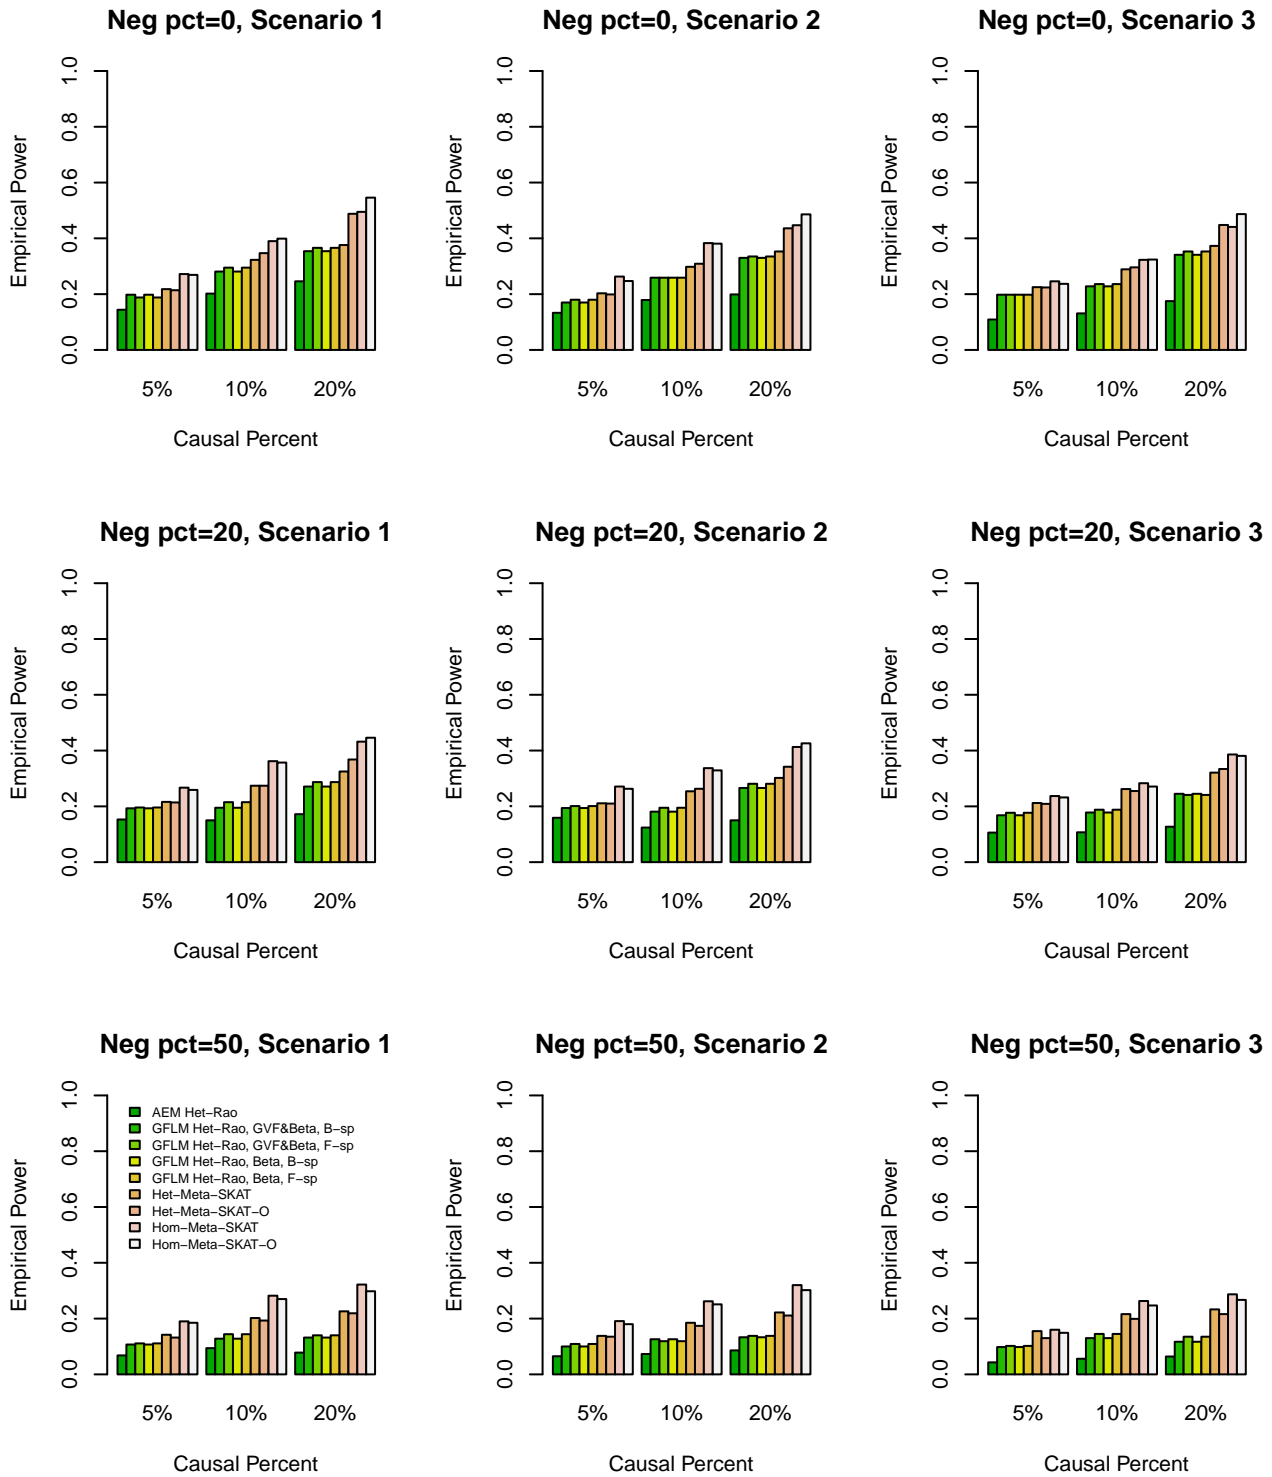 Neg pct=0, Scenario 1
Empirical Power
0.0 0.2 0.4 0.6 0.8 1.0
5% 10% 20%
Causal Percent
Neg pct=0, Scenario 2
Empirical Power
0.0 0.2 0.4 0.6 0.8 1.0
5% 10% 20%
Causal Percent
Neg pct=0, Scenario 3
Empirical Power
0.0 0.2 0.4 0.6 0.8 1.0
5% 10% 20%
Causal Percent
Neg pct=20, Scenario 1
Empirical Power
0.0 0.2 0.4 0.6 0.8 1.0
5% 10% 20%
Causal Percent
Neg pct=20, Scenario 2
Empirical Power
0.0 0.2 0.4 0.6 0.8 1.0
5% 10% 20%
Causal Percent
Neg pct=20, Scenario 3
Empirical Power
0.0 0.2 0.4 0.6 0.8 1.0
5% 10% 20%
Causal Percent
Neg pct=50, Scenario 1
Empirical Power
0.0 0.2 0.4 0.6 0.8 1.0
AEM Het−Rao
GFLM Het−Rao, GVF&Beta, B−sp
GFLM Het−Rao, GVF&Beta, F−sp
GFLM Het−Rao, Beta, B−sp
GFLM Het−Rao, Beta, F−sp
Het−Meta−SKAT
Het−Meta−SKAT−O
Hom−Meta−SKAT
Hom−Meta−SKAT−O
5% 10% 20%
Causal Percent
Neg pct=50, Scenario 2
Empirical Power
0.0 0.2 0.4 0.6 0.8 1.0
5% 10% 20%
Causal Percent
Neg pct=50, Scenario 3
Empirical Power
0.0 0.2 0.4 0.6 0.8 1.0
5% 10% 20%
Causal Percent